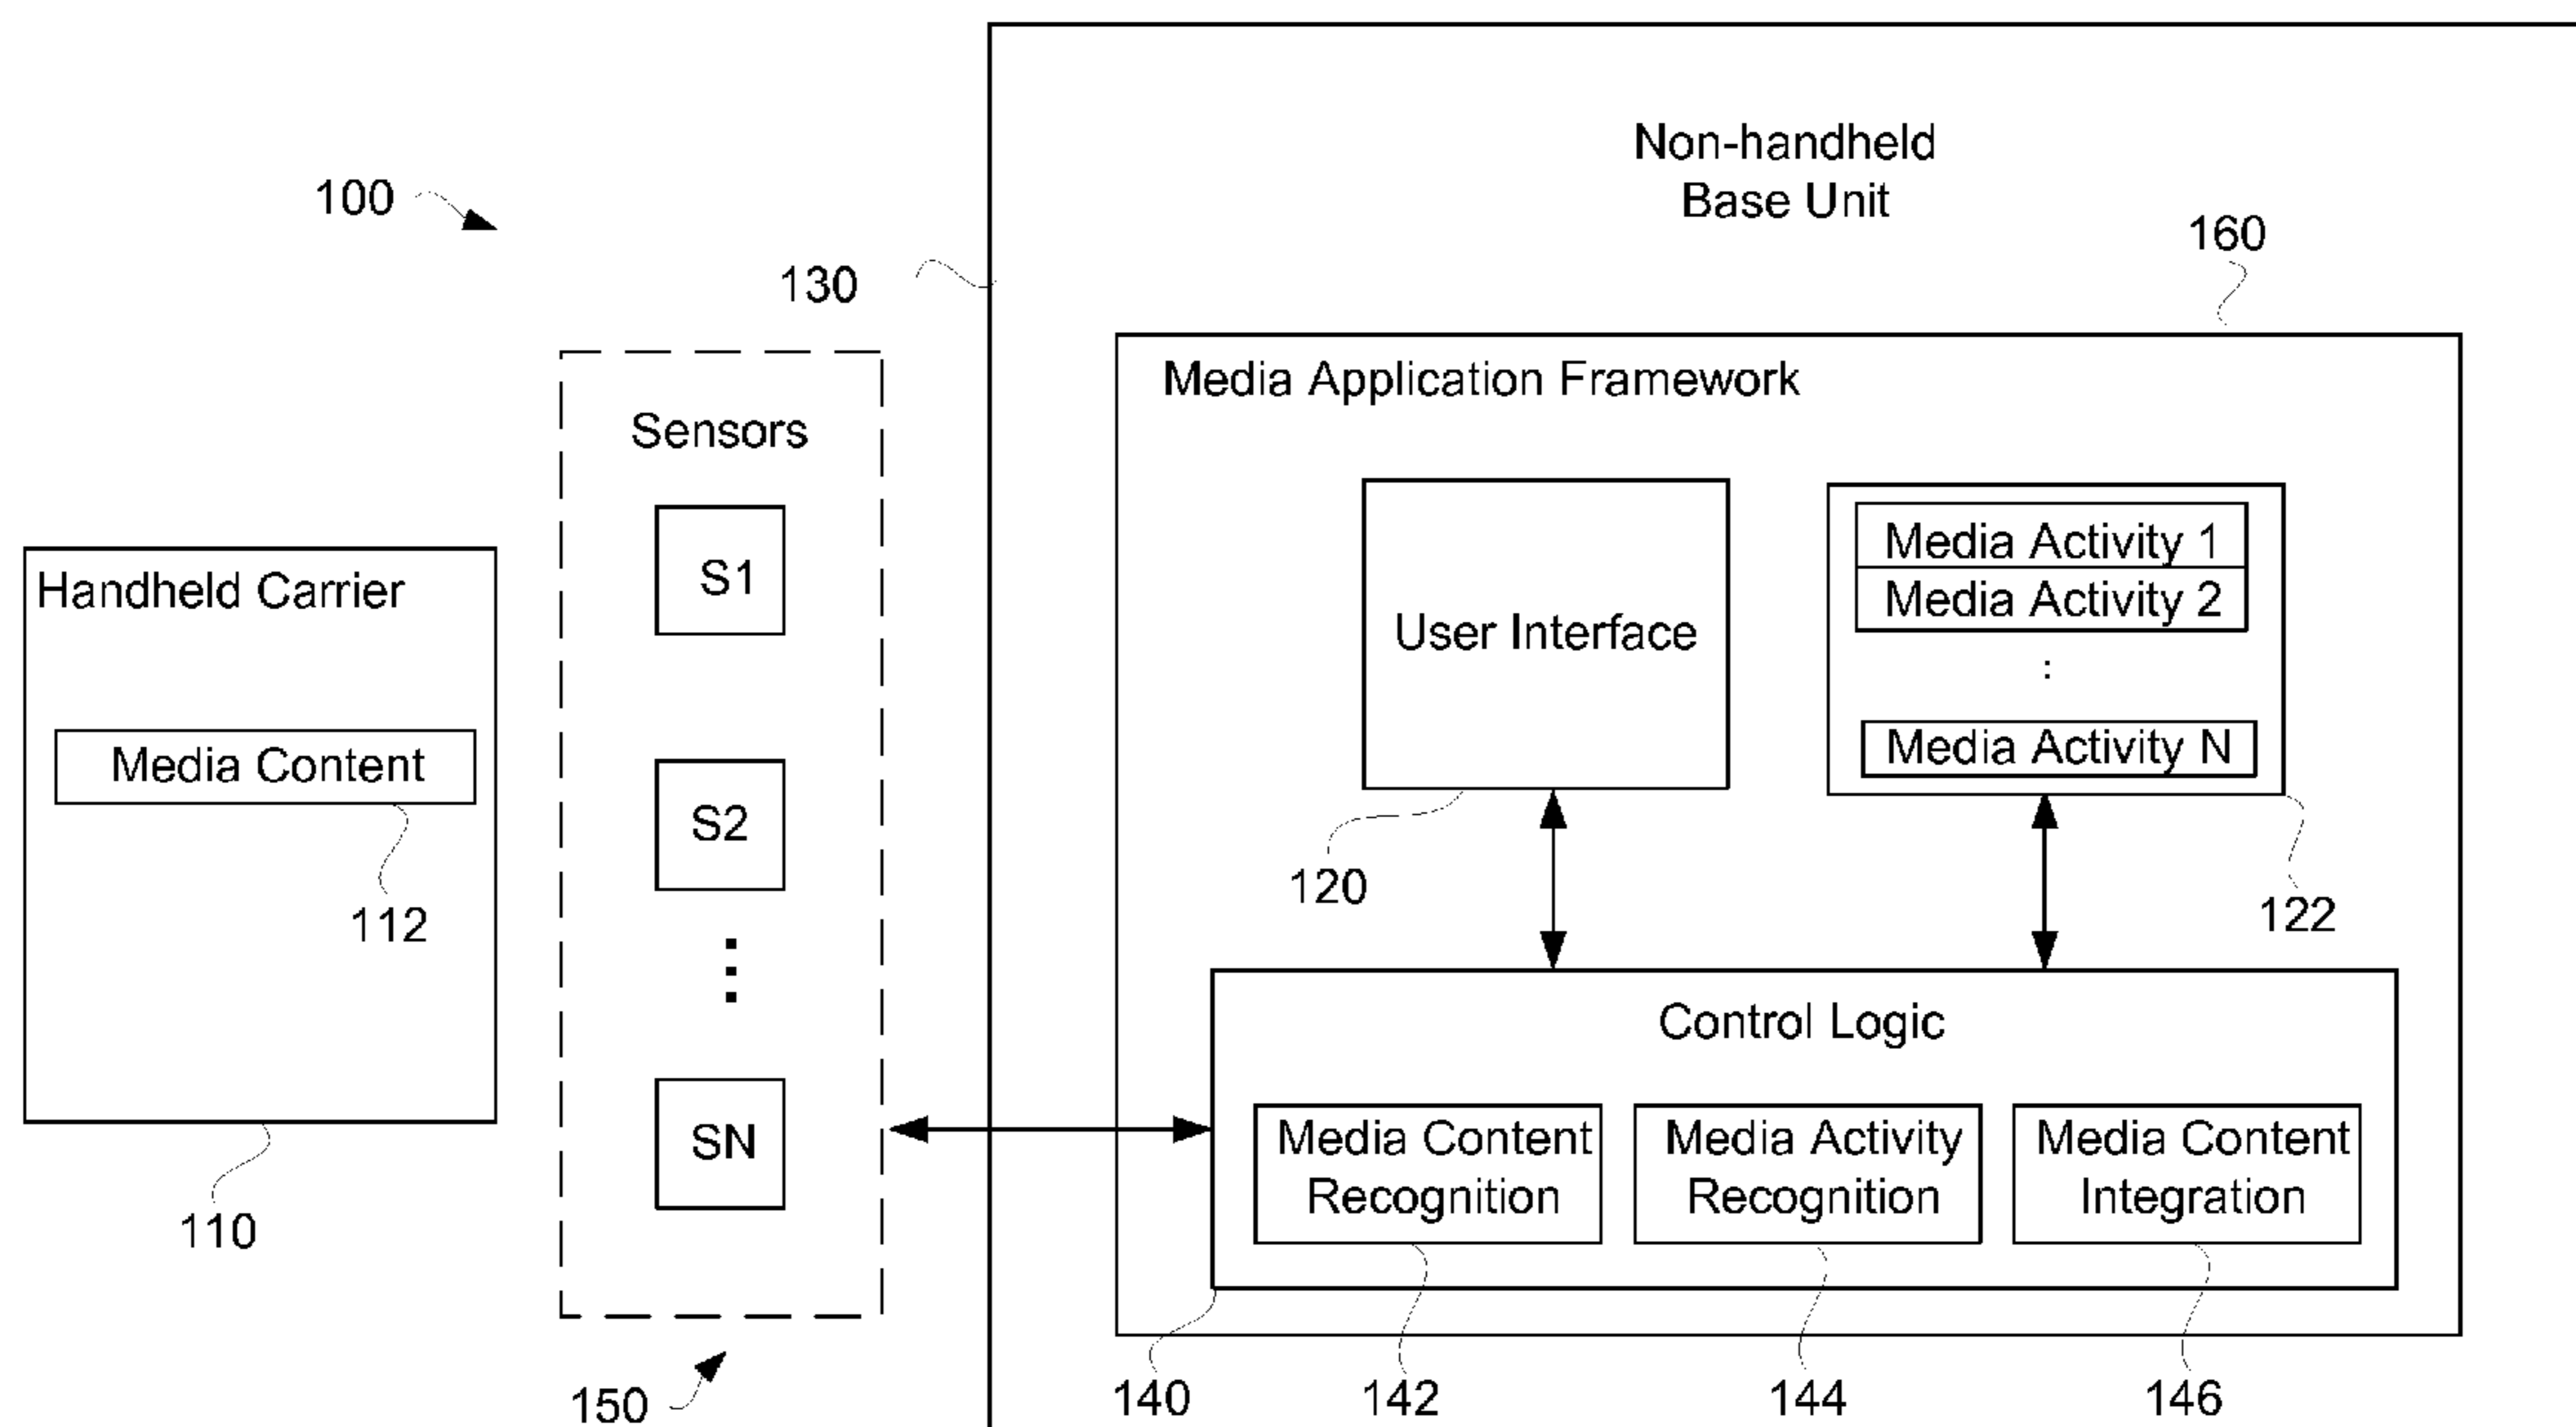 Non-handheld
Base Unit
100
160
130
Media Application Framework
Sensors
Handheld Carrier
S1
User Interface
Media Activity 1
Media Activity 2
:
Media Activity N
Media Content
S2
120
122
112
Control Logic
SN
Media Content
Recognition
Media Activity
Recognition
Media Content
Integration
110
150
140
142
144
146